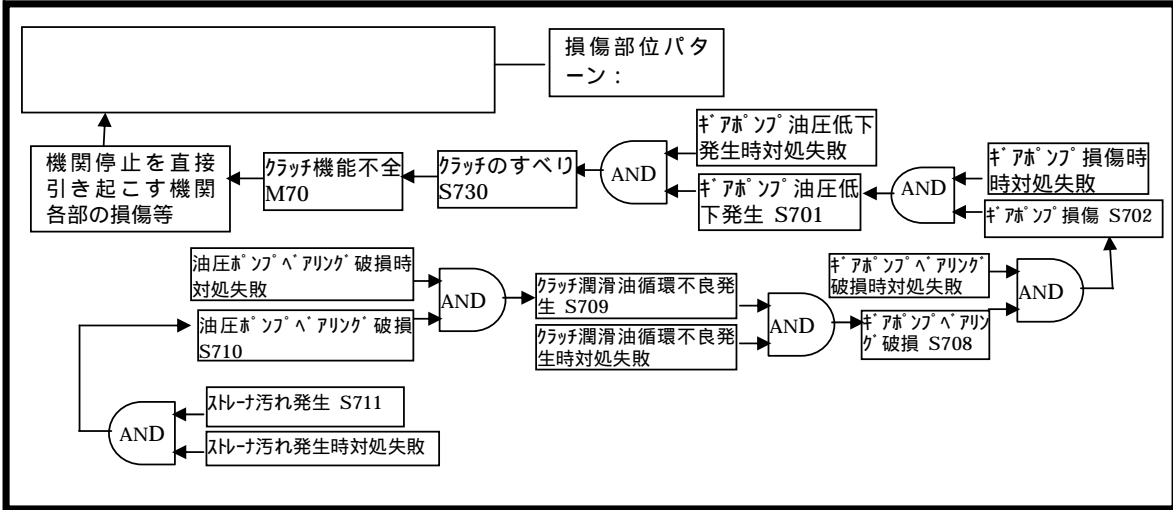 損傷部位パタ
ーン：
機関停止を直接
引き起こす機関
各部の損傷等
ｸﾗｯﾁ機能不全
M70
ｸﾗｯﾁのすべり
S730
AND
ｷﾞｱﾎﾟﾝﾌﾟ油圧低下
発生時対処失敗
ｷﾞｱﾎﾟﾝﾌﾟ油圧低
下発生 S701
AND
ｷﾞｱﾎﾟﾝﾌﾟ損傷時
時対処失敗
ｷﾞｱﾎﾟﾝﾌﾟ損傷 S702
油圧ﾎﾟﾝﾌﾟﾍﾞｱﾘﾝｸﾞ破損時
対処失敗
油圧ﾎﾟﾝﾌﾟﾍﾞｱﾘﾝｸﾞ破損
S710
AND
ｸﾗｯﾁ潤滑油循環不良発
生 S709
ｸﾗｯﾁ潤滑油循環不良発
生時対処失敗
AND
ｷﾞｱﾎﾟﾝﾌﾟﾍﾞｱﾘﾝｸﾞ
破損時対処失敗
ｷﾞｱﾎﾟﾝﾌﾟﾍﾞｱﾘﾝ
ｸﾞ破損 S708
AND
AND
ｽﾄﾚｰﾅ汚れ発生 S711
ｽﾄﾚｰﾅ汚れ発生時対処失敗